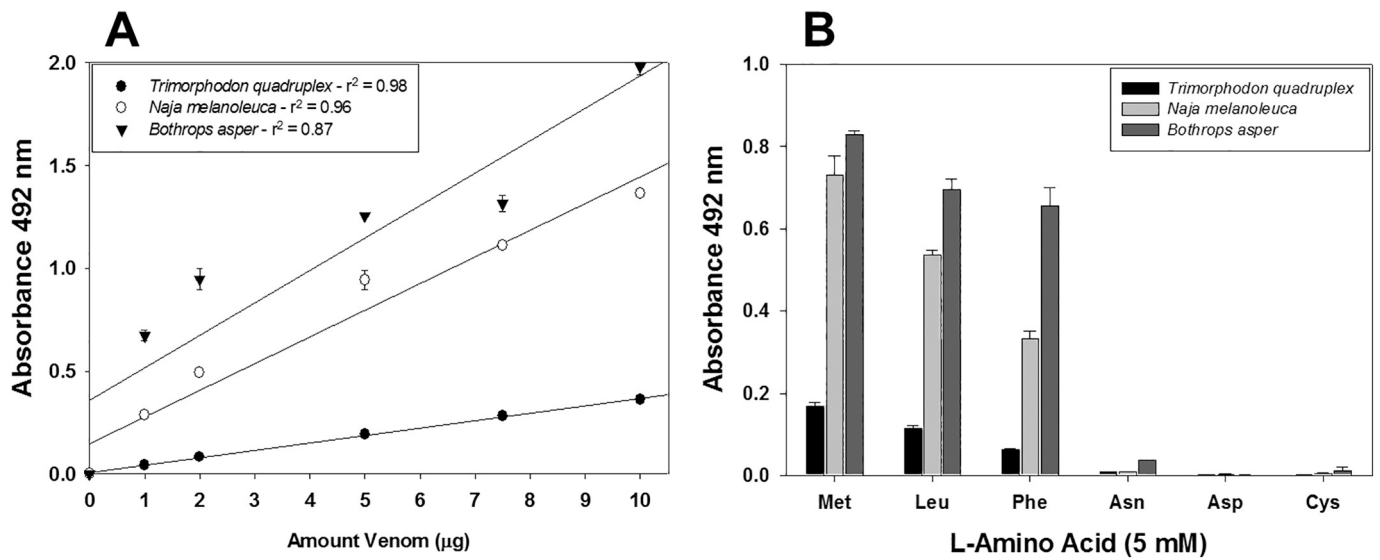 A
Absorbance 492 nm
2.0
1.5
1.0
0.5
0.0
Trimorphodon quadruplex - r² = 0.98
Naja melanoleuca - r² = 0.96
Bothrops asper - r² = 0.87
0 1 2 3 4 5 6 7 8 9 10
Amount Venom (µg)
B
Absorbance 492 nm
1.0
0.8
0.6
0.4
0.2
0.0
Trimorphodon quadruplex
Naja melanoleuca
Bothrops asper
Met Leu Phe Asn Asp Cys
L-Amino Acid (5 mM)